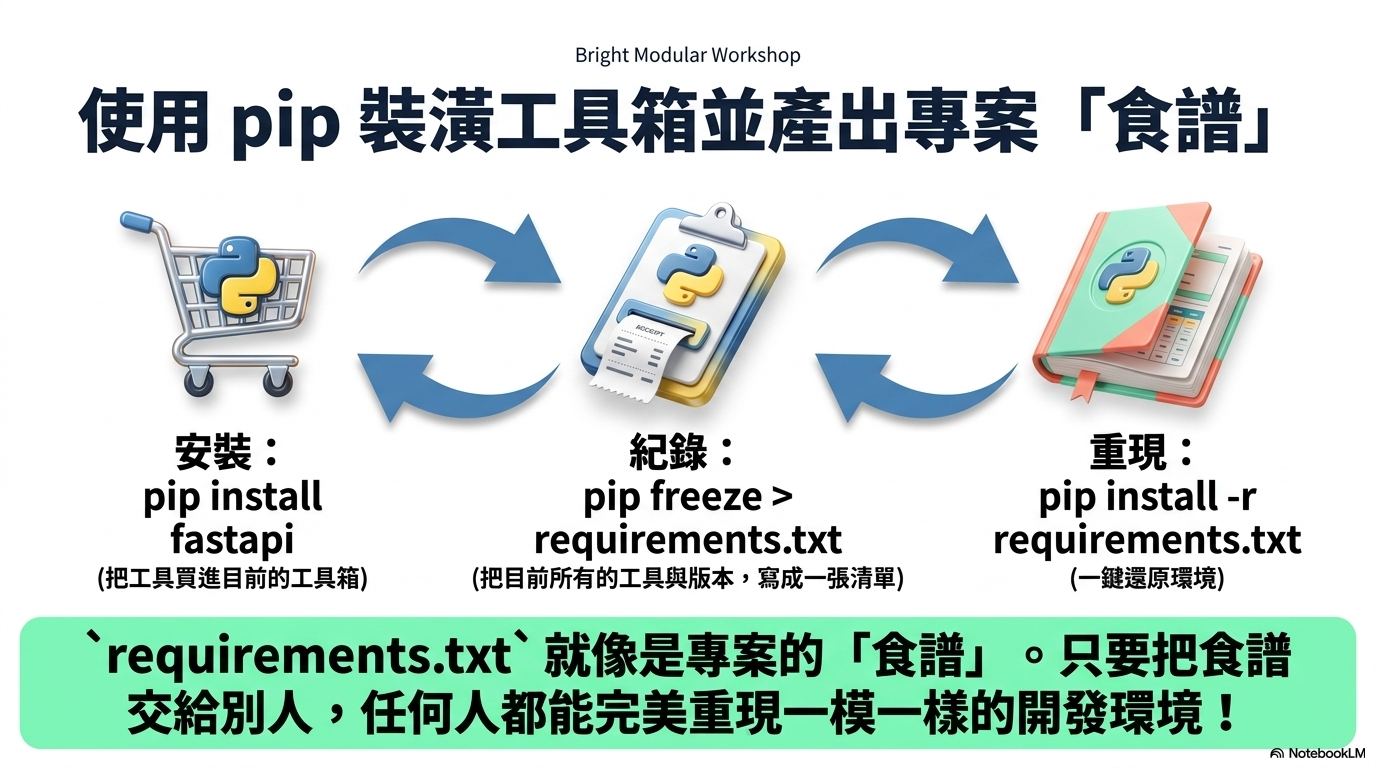 Bright Modular Workshop
使用 pip 裝潢工具箱並產出專案「食譜」
ACCEIPT
安裝：
pip install
fastapi
(把工具買進目前的工具箱)
紀錄：
pip freeze >
requirements.txt
(把目前所有的工具與版本，寫成一張清單)
重現：
pip install -r
requirements.txt
(一鍵還原環境)
`requirements.txt` 就像是專案的「食譜」。只要把食譜
交給別人，任何人都能完美重現一模一樣的開發環境！
NotebookLM